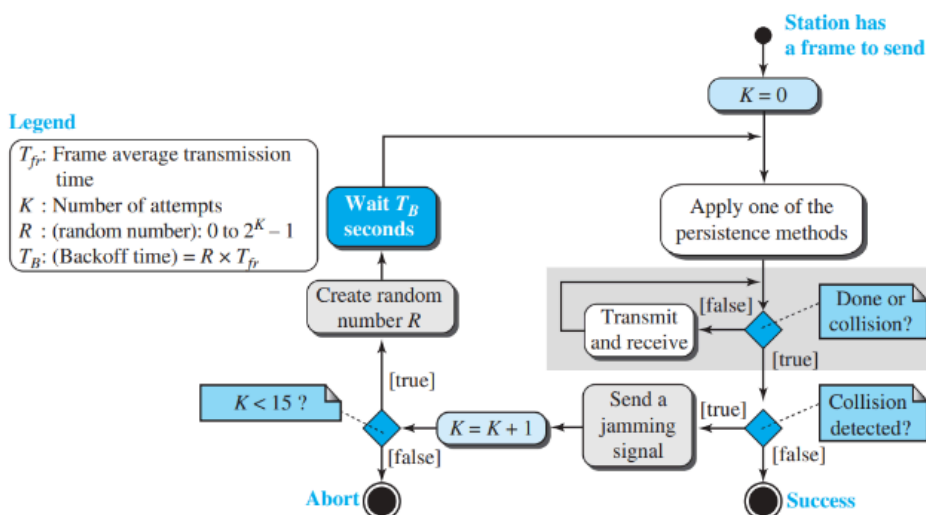 Station has
a frame to send
K = 0
Legend
T_fr: Frame average transmission
time
K : Number of attempts
R : (random number): 0 to 2^K – 1
T_B: (Backoff time) = R × T_fr
Wait T_B
seconds
Apply one of the
persistence methods
Create random
number R
[false]
Transmit
and receive
Done or
collision?
[true]
[true]
K < 15 ?
K = K + 1
Send a
jamming
signal
[true]
Collision
detected?
[false]
[false]
Abort
Success